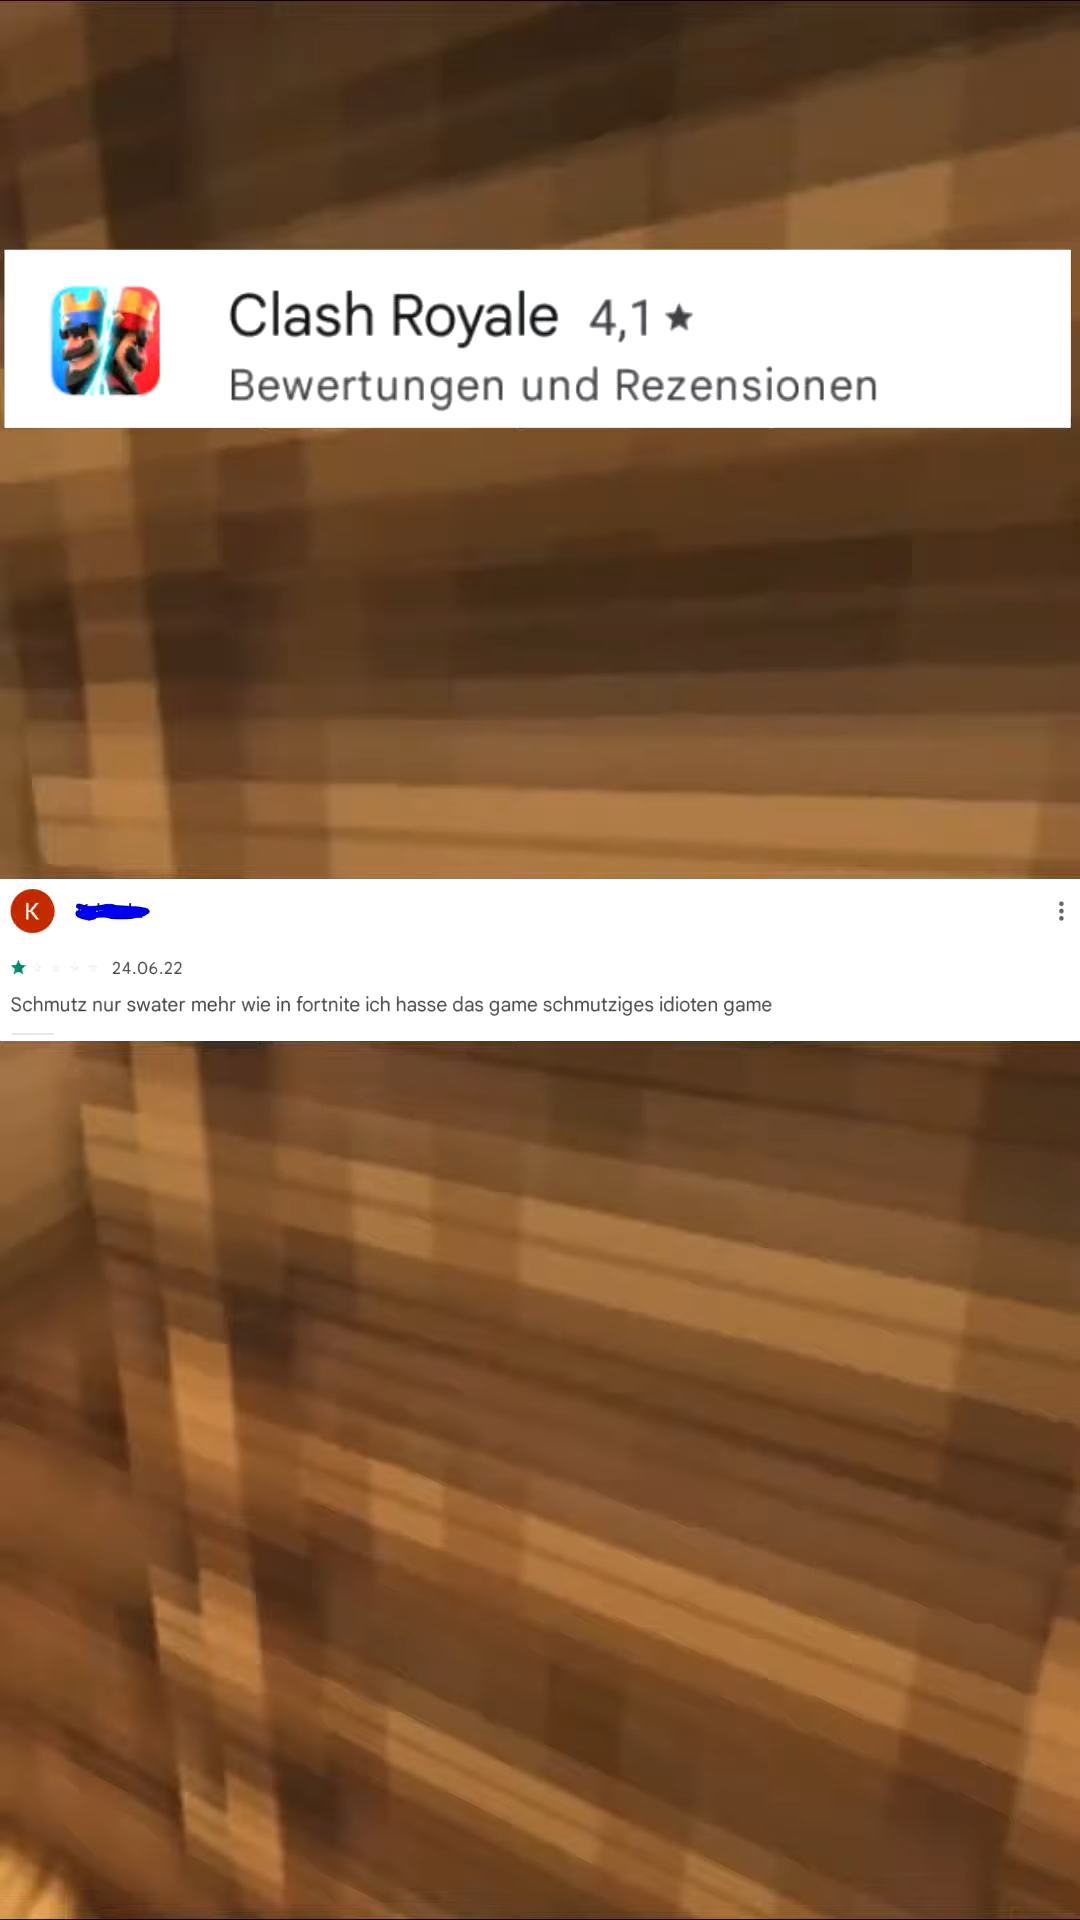 Clash Royale 4,1 ★
Bewertungen und Rezensionen
K
24.06.22
Schmutz nur swater mehr wie in fortnite ich hasse das game schmutziges idioten game